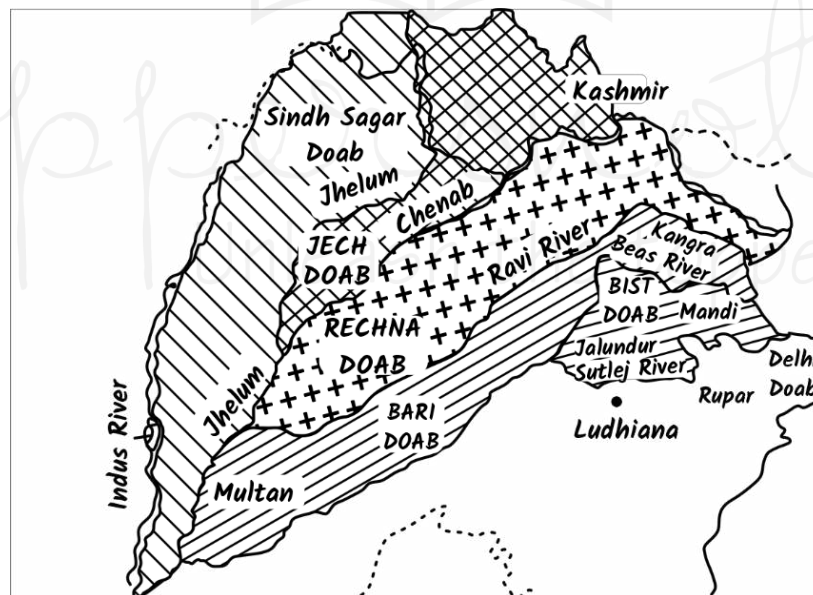 Kashmir
Sindh Sagar
Doab
Jhelum
Chenab
JECH
DOAB
Ravi River
Kangra
Beas River
BIST
DOAB
Mandi
RECHNA
DOAB
Jalundur
Sutlej River
Delhi
Doab
Rupar
Jhelum
BARI
DOAB
Ludhiana
Indus River
Multan